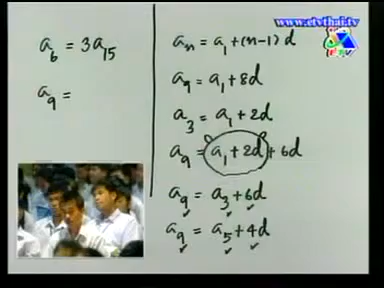 www.etvthai.tv
ETV
a₆ = 3a₁₅
a₉ =
aₙ = a₁ + (n-1)d
a₉ = a₁ + 8d
a₃ = a₁ + 2d
a₉ = a₁ + 2d + 6d
a₉ = a₃ + 6d
a₉ = a₅ + 4d